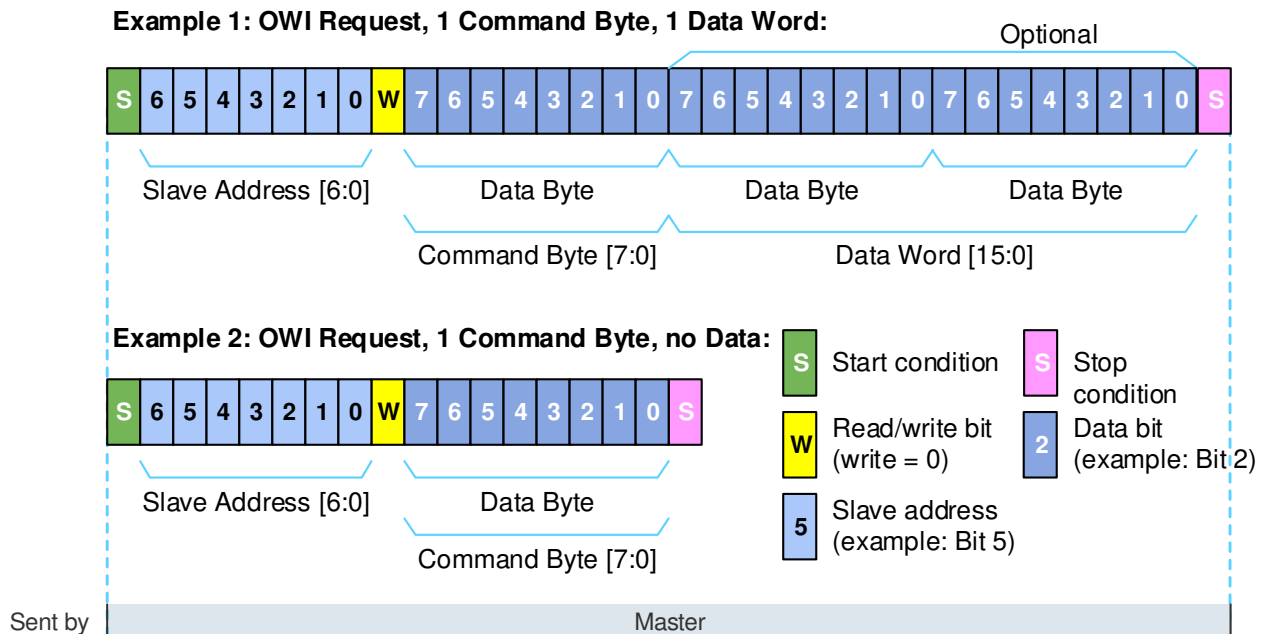 Example 1: OWI Request, 1 Command Byte, 1 Data Word:
Optional
S 6 5 4 3 2 1 0 W 7 6 5 4 3 2 1 0 7 6 5 4 3 2 1 0 7 6 5 4 3 2 1 0 S
Slave Address [6:0] Data Byte Data Byte Data Byte
Command Byte [7:0] Data Word [15:0]
Example 2: OWI Request, 1 Command Byte, no Data:
S 6 5 4 3 2 1 0 W 7 6 5 4 3 2 1 0 S
Slave Address [6:0] Data Byte
Command Byte [7:0]
S Start condition
S Stop
condition
W Read/write bit
(write = 0)
2 Data bit
(example: Bit 2)
5 Slave address
(example: Bit 5)
Sent by Master